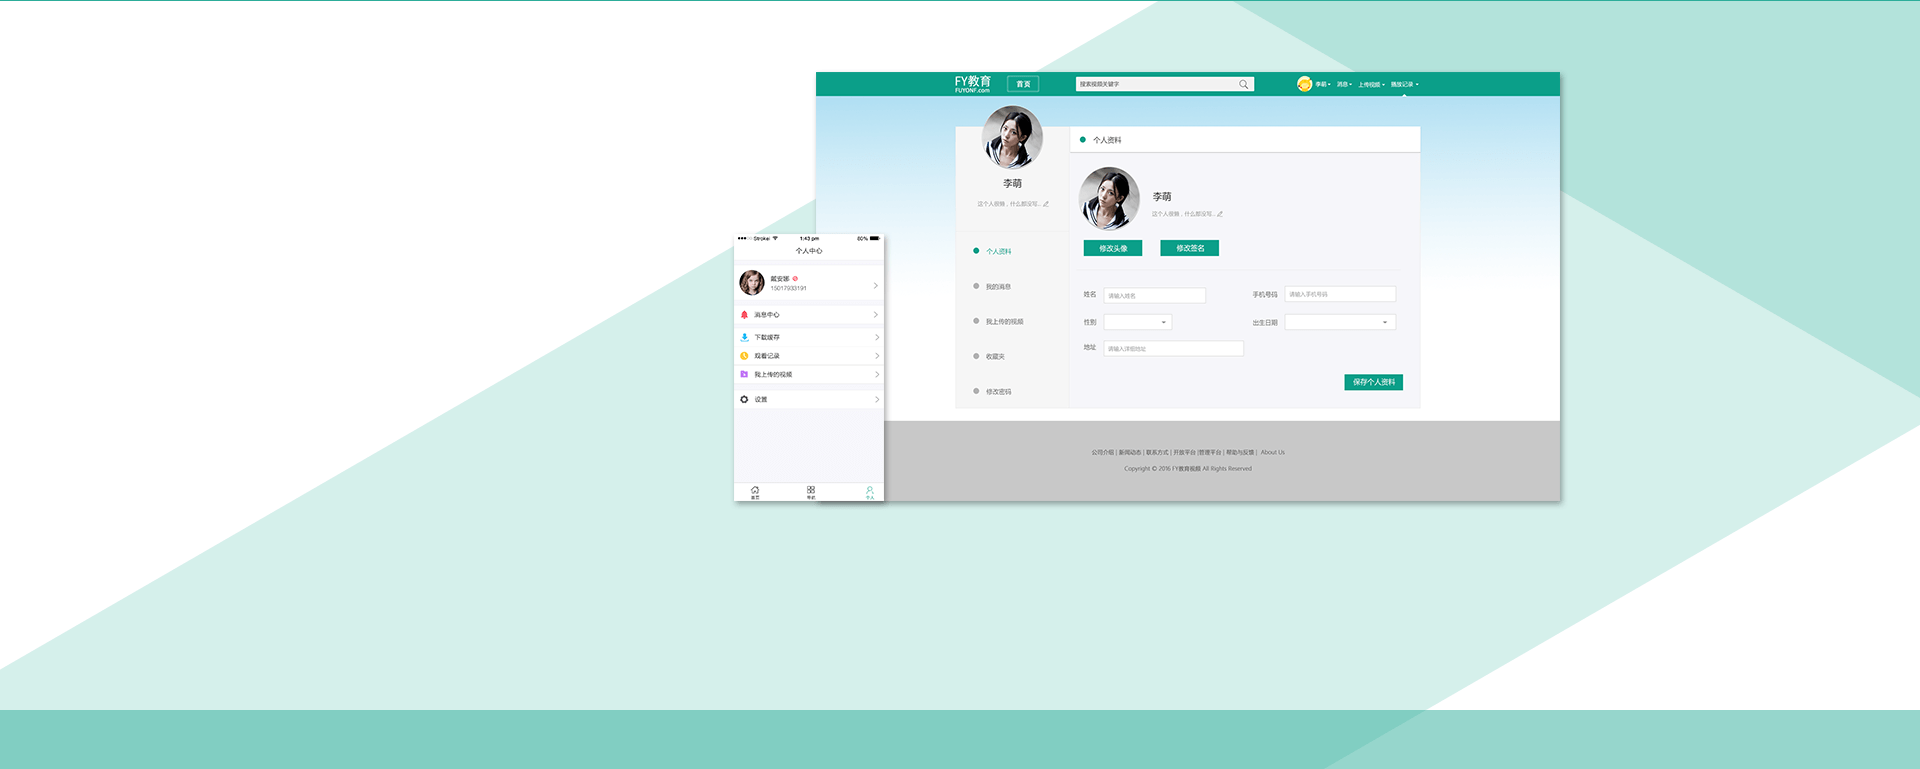 FY教育
FUYONF.com
首页
搜索视频关键字
李萌
消息
上传视频
播放记录
李萌
这个人很懒，什么都没写..
个人资料
我的消息
我上传的视频
收藏夹
修改密码
个人资料
李萌
这个人很懒，什么都没写...
修改头像
修改签名
姓名
请输入姓名
手机号码
请输入手机号码
性别
出生日期
地址
请输入详细地址
保存个人资料
公司介绍 | 新闻动态 | 联系方式 | 开放平台 |管理平台 | 帮助与反馈 | About Us
Copyright © 2016 FY教育视频 All Rights Reserved
Stroker 1:43 pm 80%
个人中心
戴安娜
15017933191
消息中心
下载缓存
观看记录
我上传的视频
设置
首页
个人